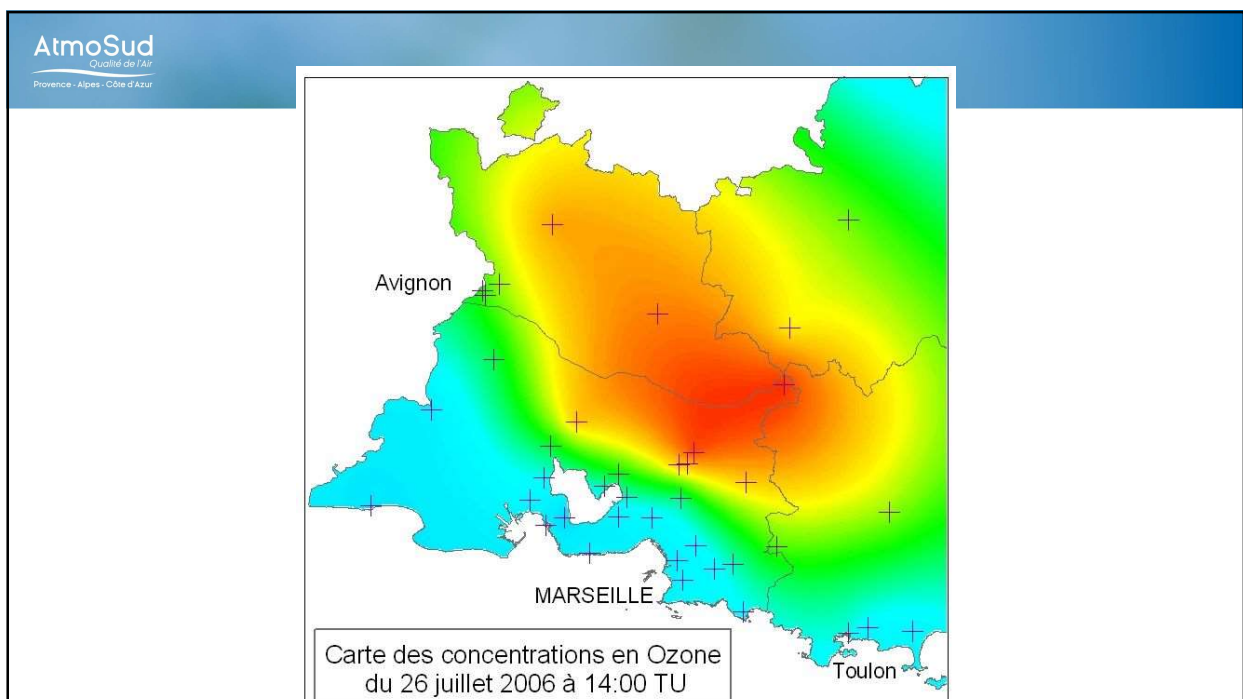 AtmoSud
Qualité de l'Air
Provence - Alpes - Côte d'Azur
Avignon
MARSEILLE
Toulon
Carte des concentrations en Ozone
du 26 juillet 2006 à 14:00 TU